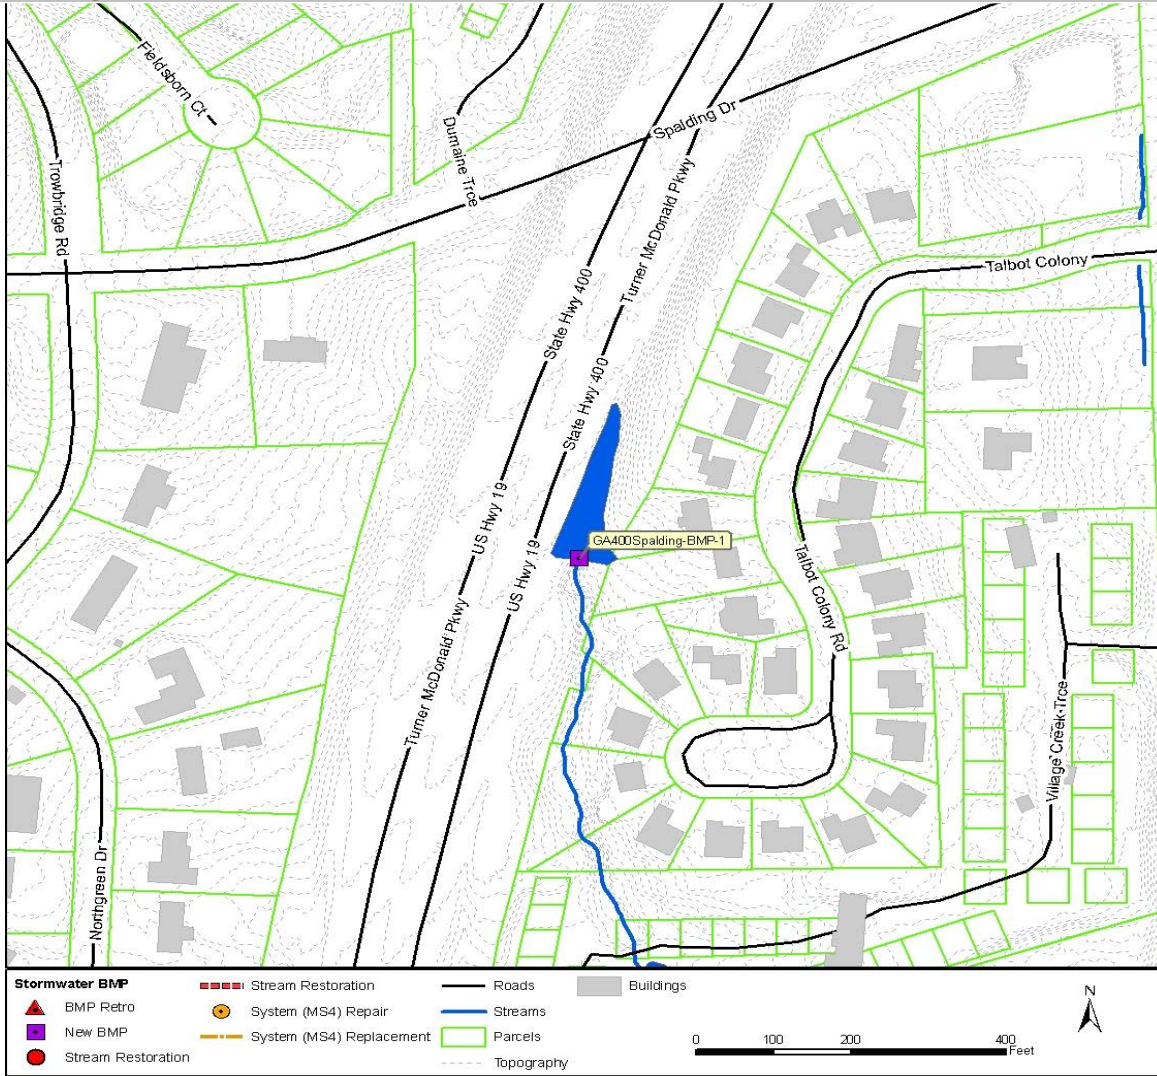 Fieldsborn Ct
Trowbridge Rd
Dumaine Trce
Spalding Dr
State Hwy 400
Turner McDonald Pkwy
State Hwy 400
Talbot Colony
US Hwy 19
US Hwy 19
Turner McDonald Pkwy
GA400Spalding-BMP-1
Talbot Colony Rd
Village Creek Trce
Northgreen Dr
Stormwater BMP
BMP Retro
New BMP
Stream Restoration
Stream Restoration
System (MS4) Repair
System (MS4) Replacement
Roads
Streams
Parcels
Topography
Buildings
N
0 100 200 400
Feet